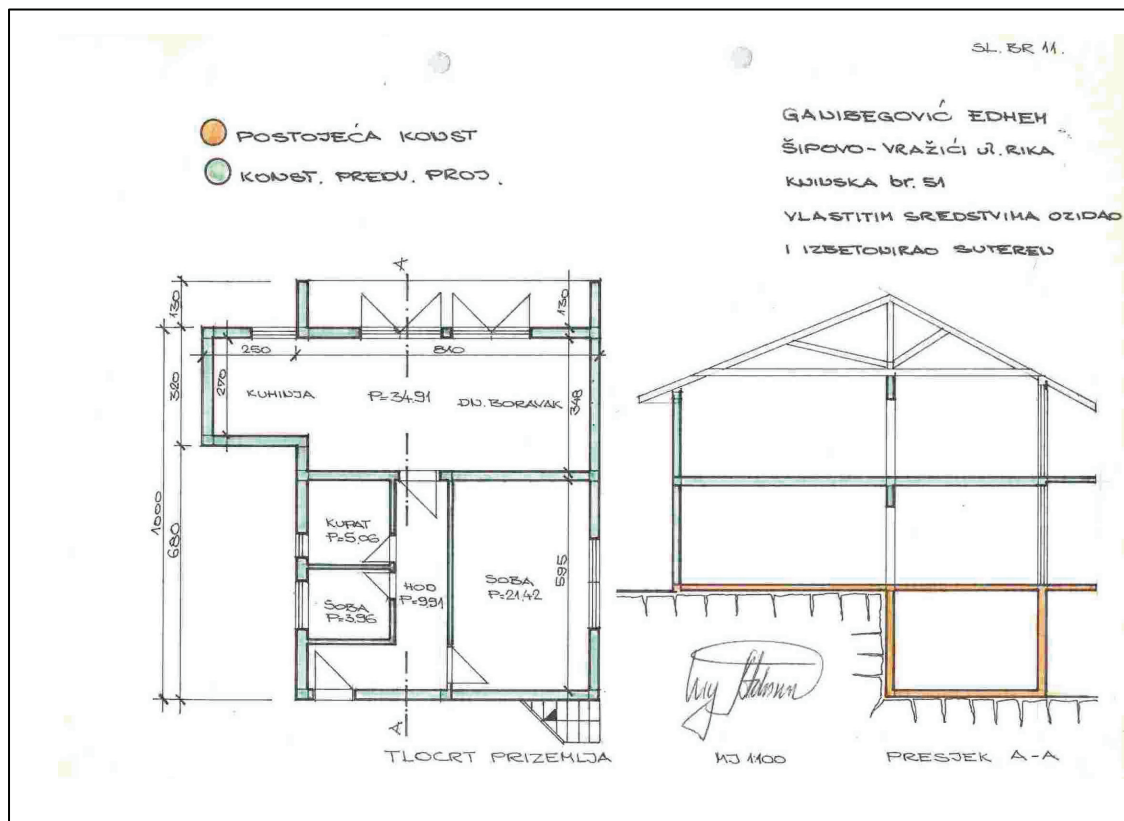 SL. BR 11.
POSTOJEĆA KONST
KONST. PREDV. PROJ.
GANIBEGOVIĆ EDHEM
ŠIPOVO-VRAŽIĆI Ul. RIKA
KNINSKA br. 51
VLASTITIM SREDSTVIMA OZIDAO
I IZBETONIRAO SUTEREN
A
130
130
250
810
1000
320
270
KUHINJA
P=34.91
DN. BORAVAK
348
680
KUPAT
P=5,06
HOD
P=9,91
SOBA
P=3,96
SOBA
P=21,42
595
A
TLOCRT PRIZEMLJA
MJ 1:100
PRESJEK A-A